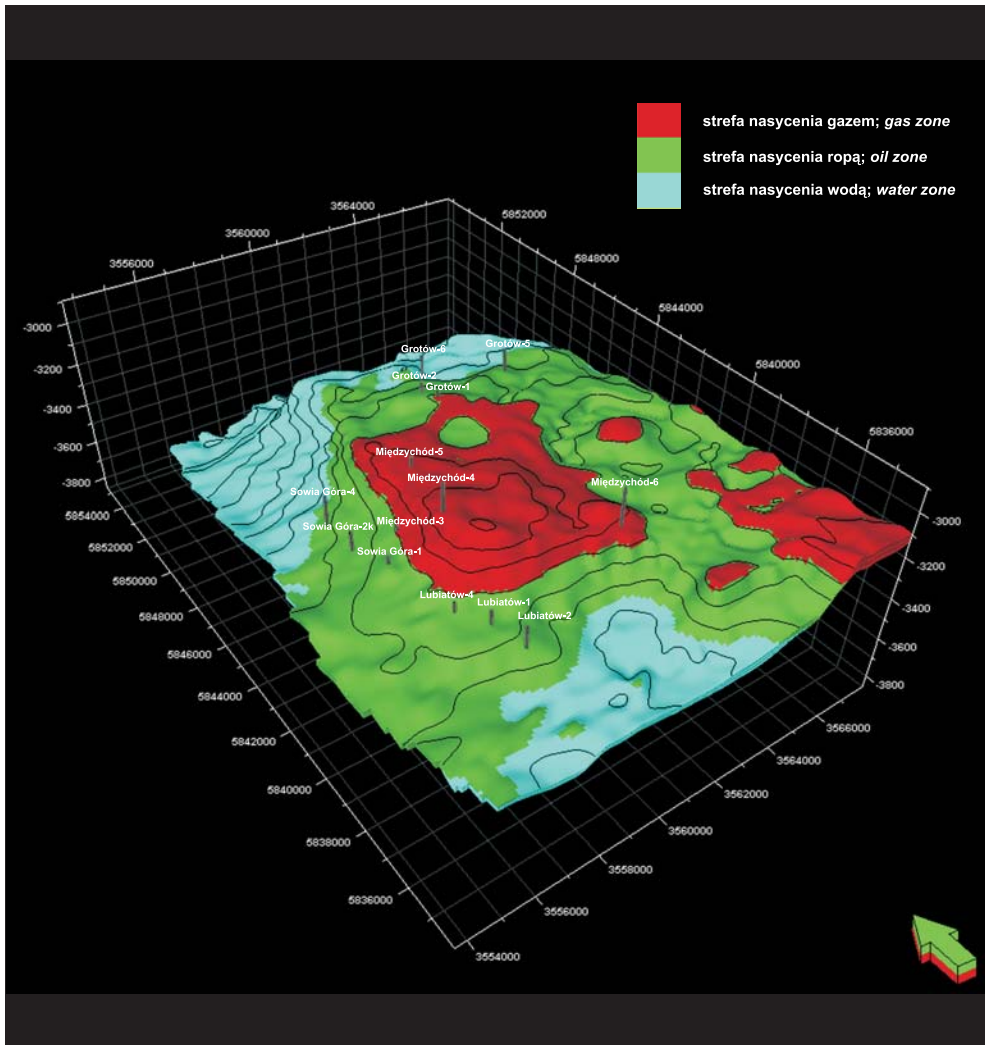 strefa nasycenia gazem; gas zone
strefa nasycenia ropą; oil zone
strefa nasycenia wodą; water zone
3564000
3560000
3556000
5852000
5848000
5844000
5840000
5836000
-3000
-3200
-3400
-3600
-3800
Grotów-6
Grotów-5
Grotów-2
Grotów-1
Międzychód-5
Międzychód-4
Międzychód-6
Sowia Góra-4
Międzychód-3
Sowia Góra-2k
Sowia Góra-1
Lubiatów-4
Lubiatów-1
Lubiatów-2
-3000
-3200
-3400
-3600
-3800
5854000
5852000
5850000
5848000
5846000
5844000
5842000
5840000
5838000
5836000
3566000
3564000
3562000
3560000
3558000
3556000
3554000